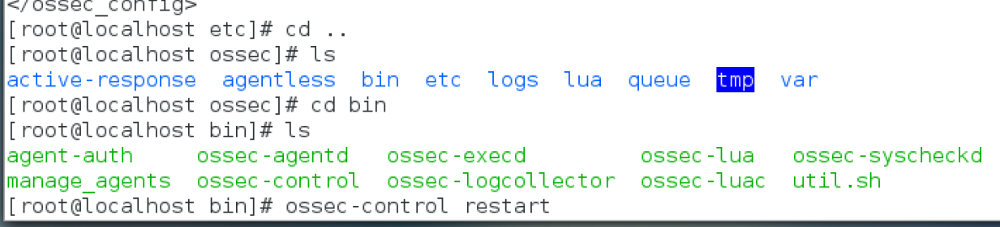 </ossec_config>
[root@localhost etc]# cd ..
[root@localhost ossec]# ls
active-response  agentless  bin  etc  logs  lua  queue  tmp  var
[root@localhost ossec]# cd bin
[root@localhost bin]# ls
agent-auth     ossec-agentd   ossec-execd         ossec-lua   ossec-syscheckd
manage_agents  ossec-control  ossec-logcollector  ossec-luac  util.sh
[root@localhost bin]# ossec-control restart